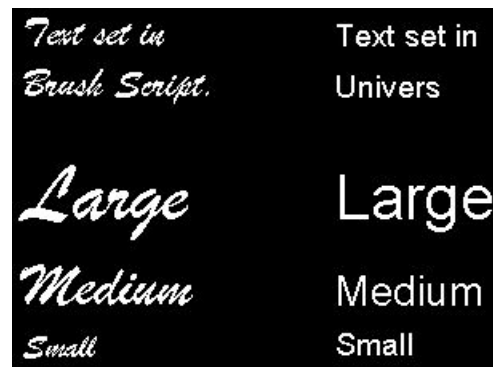 Text set in
Brush Script.
Large
Medium
Small
Text set in
Univers
Large
Medium
Small